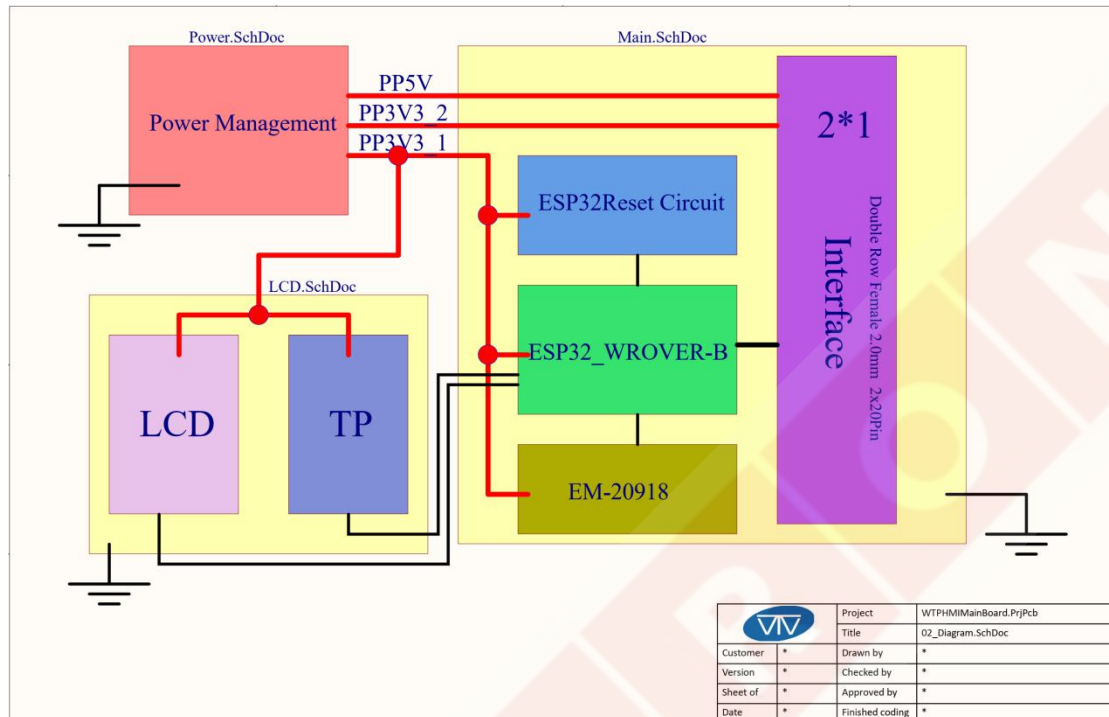 Power.SchDoc
Main.SchDoc
Power Management
PP5V
PP3V3_2
PP3V3_1
2*1
Interface
Double Row Female 2.0mm 2x20Pin
ESP32Reset Circuit
LCD.SchDoc
LCD
TP
ESP32_WROVER-B
EM-20918
Project WTPHMIMainBoard.PrjPcb
Title 02_Diagram.SchDoc
Customer * Drawn by *
Version * Checked by *
Sheet of * Approved by *
Date * Finished coding *